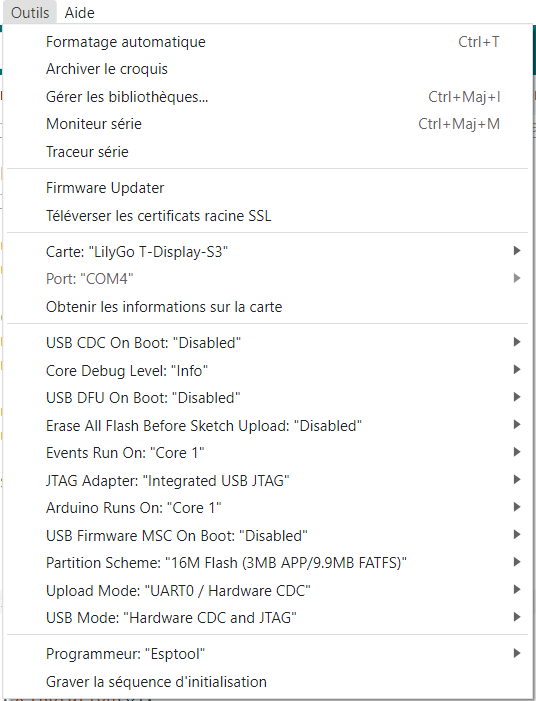 Outils Aide
Formatage automatique Ctrl+T
Archiver le croquis
Gérer les bibliothèques... Ctrl+Maj+I
Moniteur série Ctrl+Maj+M
Traceur série
Firmware Updater
Téléverser les certificats racine SSL
Carte: "LilyGo T-Display-S3"
Port: "COM4"
Obtenir les informations sur la carte
USB CDC On Boot: "Disabled"
Core Debug Level: "Info"
USB DFU On Boot: "Disabled"
Erase All Flash Before Sketch Upload: "Disabled"
Events Run On: "Core 1"
JTAG Adapter: "Integrated USB JTAG"
Arduino Runs On: "Core 1"
USB Firmware MSC On Boot: "Disabled"
Partition Scheme: "16M Flash (3MB APP/9.9MB FATFS)"
Upload Mode: "UART0 / Hardware CDC"
USB Mode: "Hardware CDC and JTAG"
Programmeur: "Esptool"
Graver la séquence d'initialisation